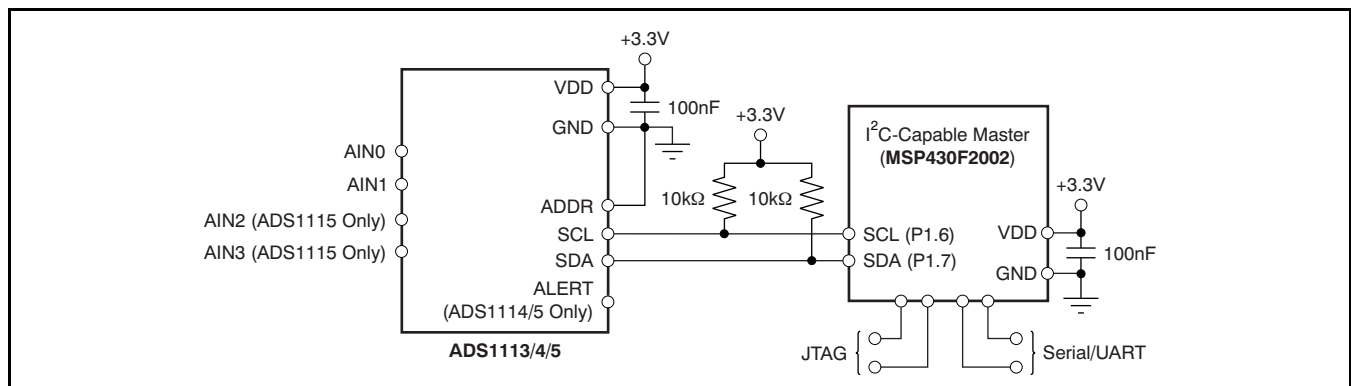 +3.3V
VDD
100nF
GND
AIN0
AIN1
AIN2 (ADS1115 Only)
AIN3 (ADS1115 Only)
ADDR
SCL
SDA
ALERT
(ADS1114/5 Only)
ADS1113/4/5
+3.3V
10kΩ
10kΩ
I²C-Capable Master
(MSP430F2002)
SCL (P1.6)
SDA (P1.7)
+3.3V
VDD
100nF
GND
JTAG
Serial/UART